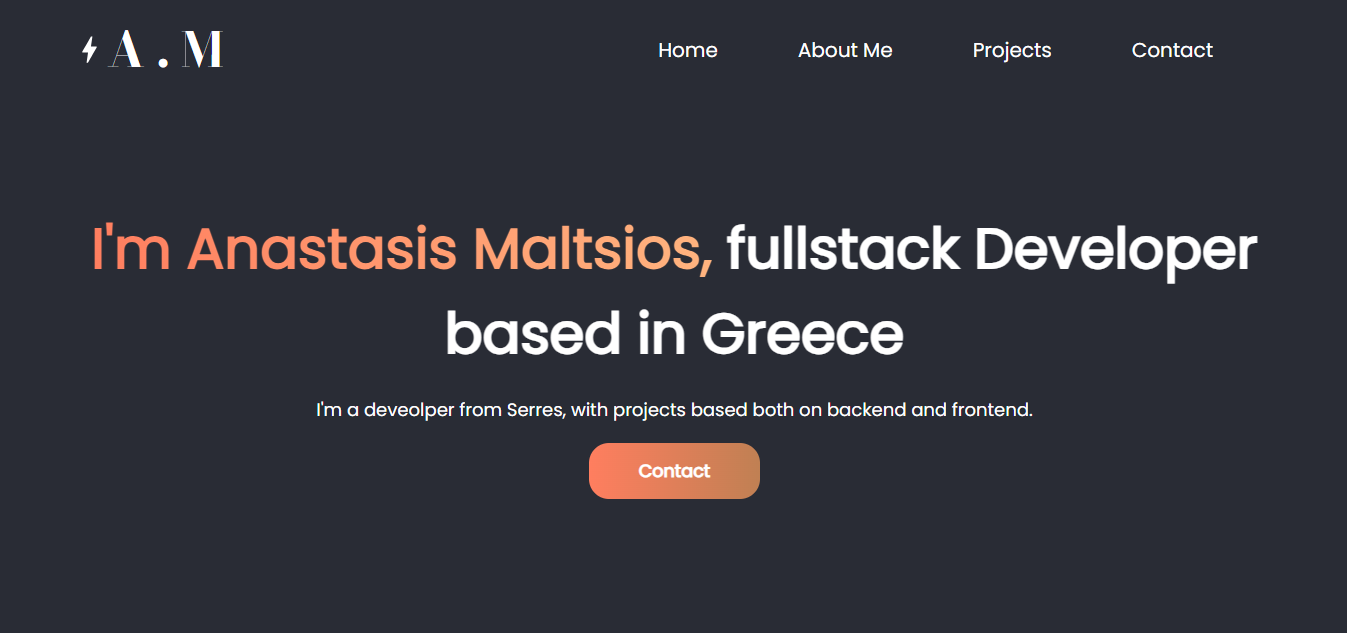 A . M
Home About Me Projects Contact
I'm Anastasis Maltsios, fullstack Developer
based in Greece
I'm a deveolper from Serres, with projects based both on backend and frontend.
Contact